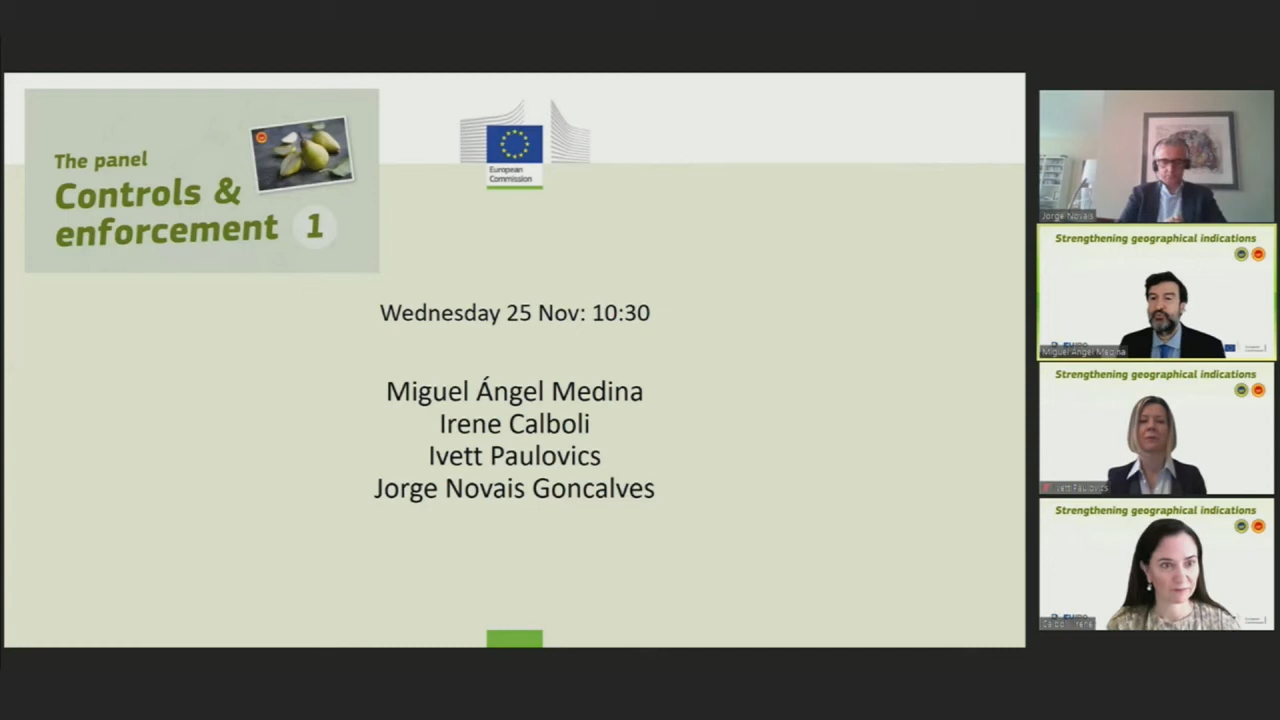 The panel
Controls &
enforcement 1
European
Commission
Wednesday 25 Nov: 10:30
Miguel Ángel Medina
Irene Calboli
Ivett Paulovics
Jorge Novais Goncalves
Jorge Novais
Strengthening geographical indications
Miguel Ángel Medina
Strengthening geographical indications
Ivett Paulovics
Strengthening geographical indications
Calboli Irene